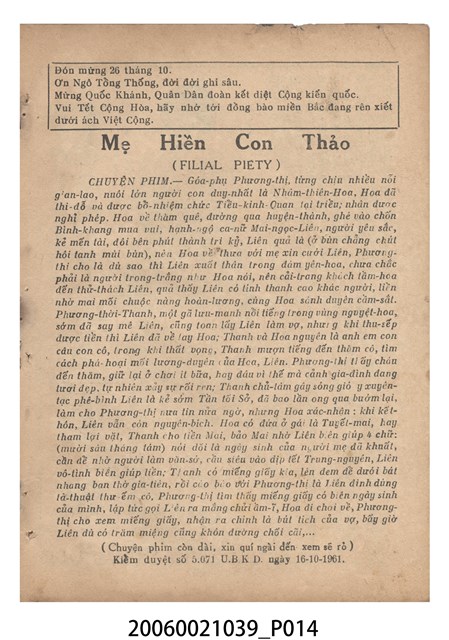 Đón mừng 26 tháng 10.
Ơn Ngô Tổng Thống, đời đời ghi sâu.
Mừng Quốc Khánh, Quân Dân đoàn kết diệt Cộng kiến quốc.
Vui Tết Cộng Hòa, hãy nhớ tới đồng bào miền Bắc đang rên xiết
dưới ách Việt Cộng.
Mẹ Hiền Con Thảo
(FILIAL PIETY)
CHUYỆN PHIM.— Góa-phụ Phương-thị, từng chịu nhiều nỗi
gian-lao, nuôi lớn người con duy-nhất là Nhâm-thiên-Hoa, Hoa đã
thi-đỗ và được bồ-nhiệm chức Tiền-kinh-Quan tại triều; nhân được
nghỉ phép, Hoa về thăm quê, đường qua huyện-thành, ghé vào chốn
Bình-khang mua vui, hạnh-ngộ ca-nữ Mai-ngọc-Liên, người yêu sắc,
kẻ mến tài, đôi bên phút thành tri kỷ, Liên quả là (ở bùn chẳng chút
hôi tanh mùi bùn), nên Hoa về thưa với mẹ xin cưới Liên, Phương-
thị cho là dù sao thì Liên xuất thân trong đám yên-hoa, chưa chắc
phải là người trong-trắng như Hoa nói, nên cải-trang khách tầm-hoa
đến thử-thách Liên, quả thấy Liên có tính thanh cao khác người, liền
nhờ mai mối chuộc nàng hoàn-lương, cùng Hoa sánh duyên cầm-sắt.
Phương-thời-Thanh, một gã lưu-manh nổi tiếng trong vùng nguyệt-hoa,
sớm đã say mê Liên, cũng toan lấy Liên làm vợ, nhưng khi thu-sếp
được tiền thì Liên đã về tay Hoa; Thanh và Hoa nguyên là anh em con
cậu con cô, trong khi thất vọng, Thanh mượn tiếng đến thăm cô, tìm
cách phá-hoại mối lương-duyên của Hoa, Liên. Phương-thị thấy cháu
đến thăm, giữ lại ở chơi ít bữa, hay đâu vì thế mà cảnh gia-đình đang
tươi đẹp, tự nhiên xảy sự rối ren; Thanh chả-tâm gây sóng gió
tạc phê-bình Liên là kẻ sớm Tần tối Sở, đã bao lần ong qua bướm lại,
làm cho Phương-thị nửa tin nửa ngờ, nhưng Hoa xác-nhân: khi kết-
hôn, Liên vẫn còn nguyên-bích. Hoa có đứa ở gái là Tuyết-mai, hay
tham lợi vặt, Thanh cho tiền Mai, bảo Mai nhờ Liên biên giúp 4 chữ:
(mười sáu tháng tám) nói dối là ngày sinh của người mẹ đã khuất,
cần để nhờ người làm văn-sớ, cầu siêu vào dịp lễ Trung-nguyên, Liên
vô-tình biên giúp liền; Thanh có miếng giấy kia, lén đem để dưới bát
nhang bàn thờ gia-tiên, rồi cáo báo với Phương-thị là Liên định dùng
tà-thuật thư ếm cô, Phương-thị tìm thấy miếng giấy có biên ngày sinh
của mình, lập tức gọi Liên ra mắng chửi ầm-ĩ, Hoa đi chơi về, Phương-
thị cho xem miếng giấy, nhận ra chính là bút tích của vợ, bấy giờ
Liên dù có trăm miệng cũng khôn đường chối cãi,...
(Chuyện phim còn dài, xin quí ngài đến xem sẽ rõ)
Kiểm duyệt số 5.071 U.B.K.D. ngày 16-10-1961.
20060021039_P014